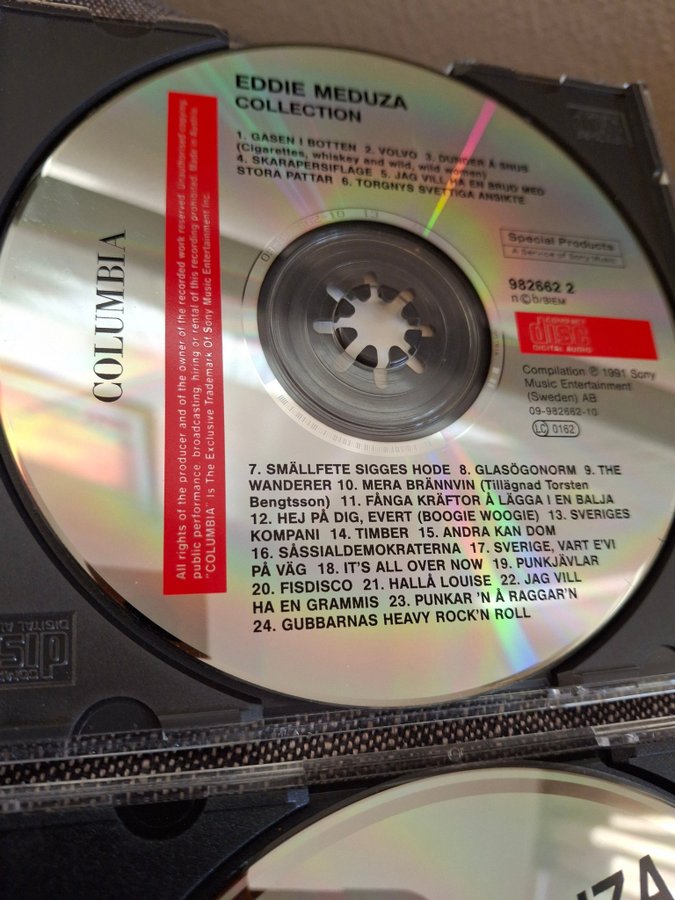 EDDIE MEDUZA
COLLECTION
1. GASEN I BOTTEN 2. VOLVO 3. DUNDER Å SNUS
(Cigarettes, whiskey and wild, wild women)
4. SKARAPERSIFLAGE 5. JAG VILL HA EN BRUD MED
STORA PATTAR 6. TORGNYS SVETTIGA ANSIKTE
Special Products
A Service of Sony Music
982662 2
n©b/BIEM
COMPACT
disc
DIGITAL AUDIO
Compilation ℗ 1991 Sony
Music Entertainment
(Sweden) AB
09-982662-10
LC 0162
COLUMBIA
All rights of the producer and of the owner of the recorded work reserved. Unauthorised copying,
public performance, broadcasting, hiring or rental of this recording prohibited. Made in Austria.
"COLUMBIA" Is The Exclusive Trademark Of Sony Music Entertainment Inc.
7. SMÄLLFETE SIGGES HODE 8. GLASÖGONORM 9. THE
WANDERER 10. MERA BRÄNNVIN (Tillägnad Torsten
Bengtsson) 11. FÅNGA KRÄFTOR Å LÄGGA I EN BALJA
12. HEJ PÅ DIG, EVERT (BOOGIE WOOGIE) 13. SVERIGES
KOMPANI 14. TIMBER 15. ANDRA KAN DOM
16. SÅSSIALDEMOKRATERNA 17. SVERIGE, VART E'VI
PÅ VÄG 18. IT'S ALL OVER NOW 19. PUNKJÄVLAR
20. FISDISCO 21. HALLÅ LOUISE 22. JAG VILL
HA EN GRAMMIS 23. PUNKAR 'N Å RAGGAR'N
24. GUBBARNAS HEAVY ROCK'N ROLL
disc
DIGITAL AU
UZA